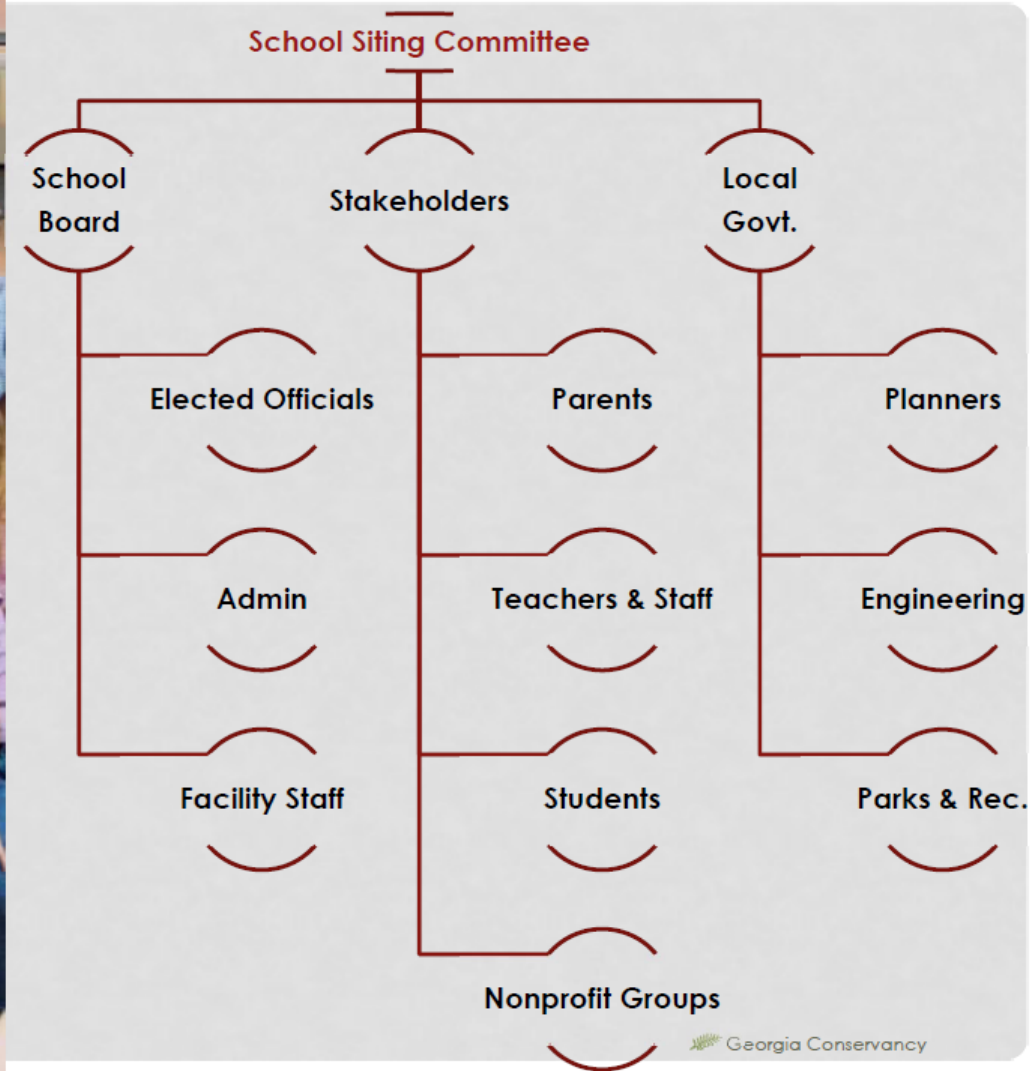 School Siting Committee
School
Board
Stakeholders
Local
Govt.
Elected Officials
Parents
Planners
Admin
Teachers & Staff
Engineering
Facility Staff
Students
Parks & Rec.
Nonprofit Groups
Georgia Conservancy